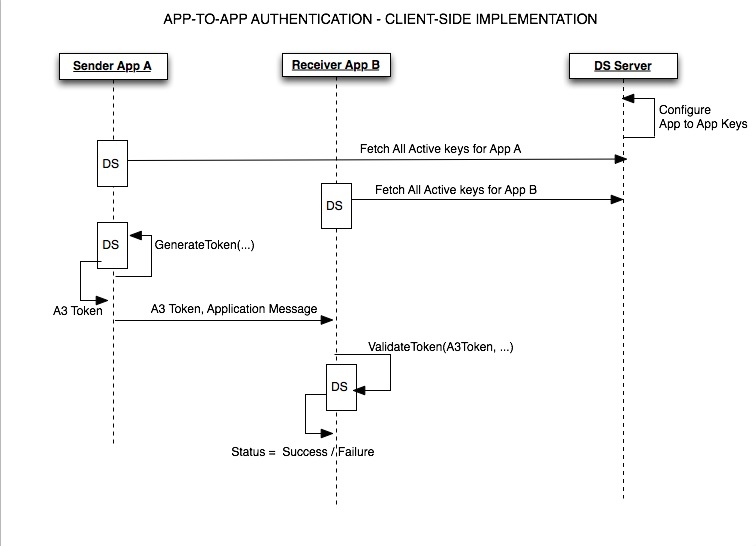 APP-TO-APP AUTHENTICATION - CLIENT-SIDE IMPLEMENTATION
Sender App A
Receiver App B
DS Server
Configure
App to App Keys
Fetch All Active keys for App A
DS
Fetch All Active keys for App B
DS
DS
GenerateToken(...)
A3 Token
A3 Token, Application Message
ValidateToken(A3Token, ...)
DS
Status = Success / Failure